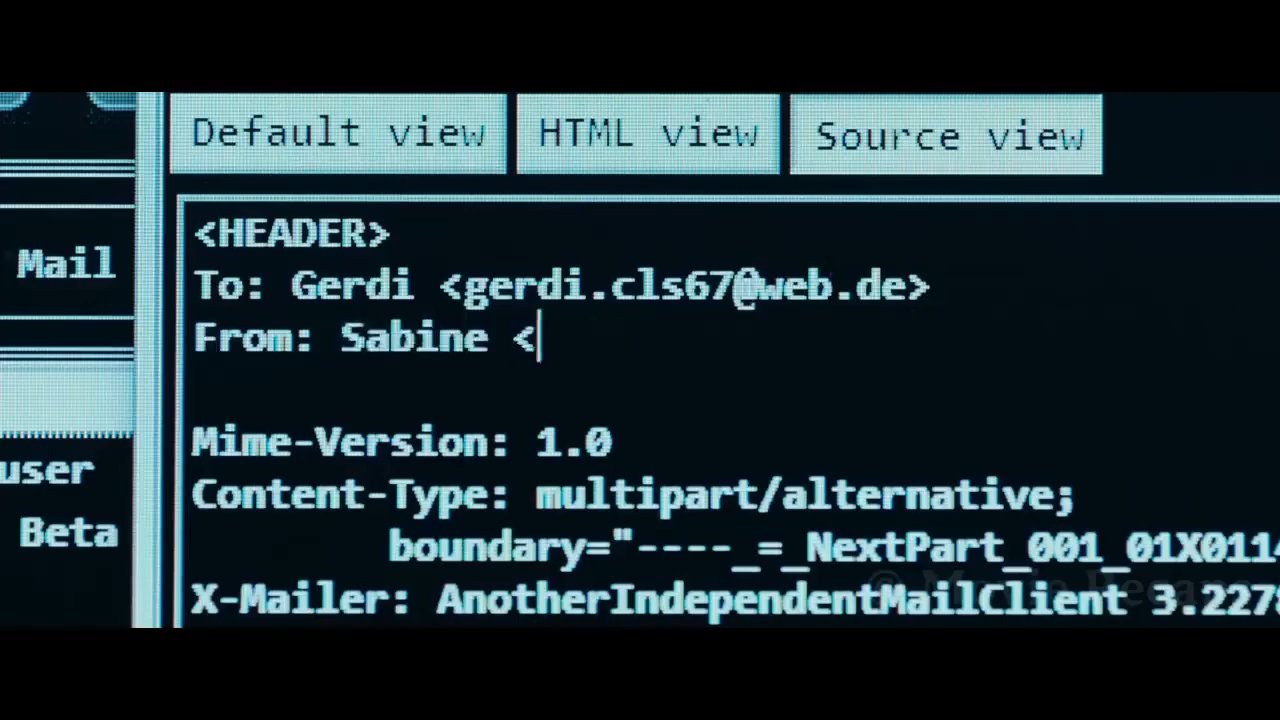 Default view HTML view Source view
<HEADER>
Mail
To: Gerdi <gerdi.cls67@web.de>
From: Sabine <
Mime-Version: 1.0
user
Content-Type: multipart/alternative;
Beta
boundary="----_=_NextPart_001_01X011
X-Mailer: AnotherIndependentMailClient 3.227